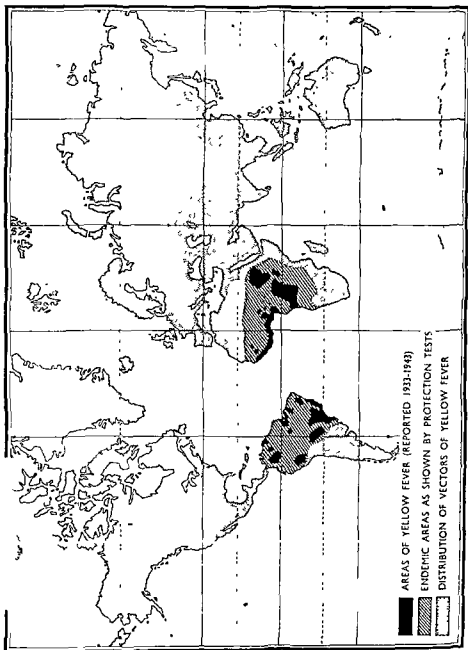 AREAS OF YELLOW FEVER (REPORTED 1933-1943)
ENDEMIC AREAS AS SHOWN BY PROTECTION TESTS
DISTRIBUTION OF VECTORS OF YELLOW FEVER